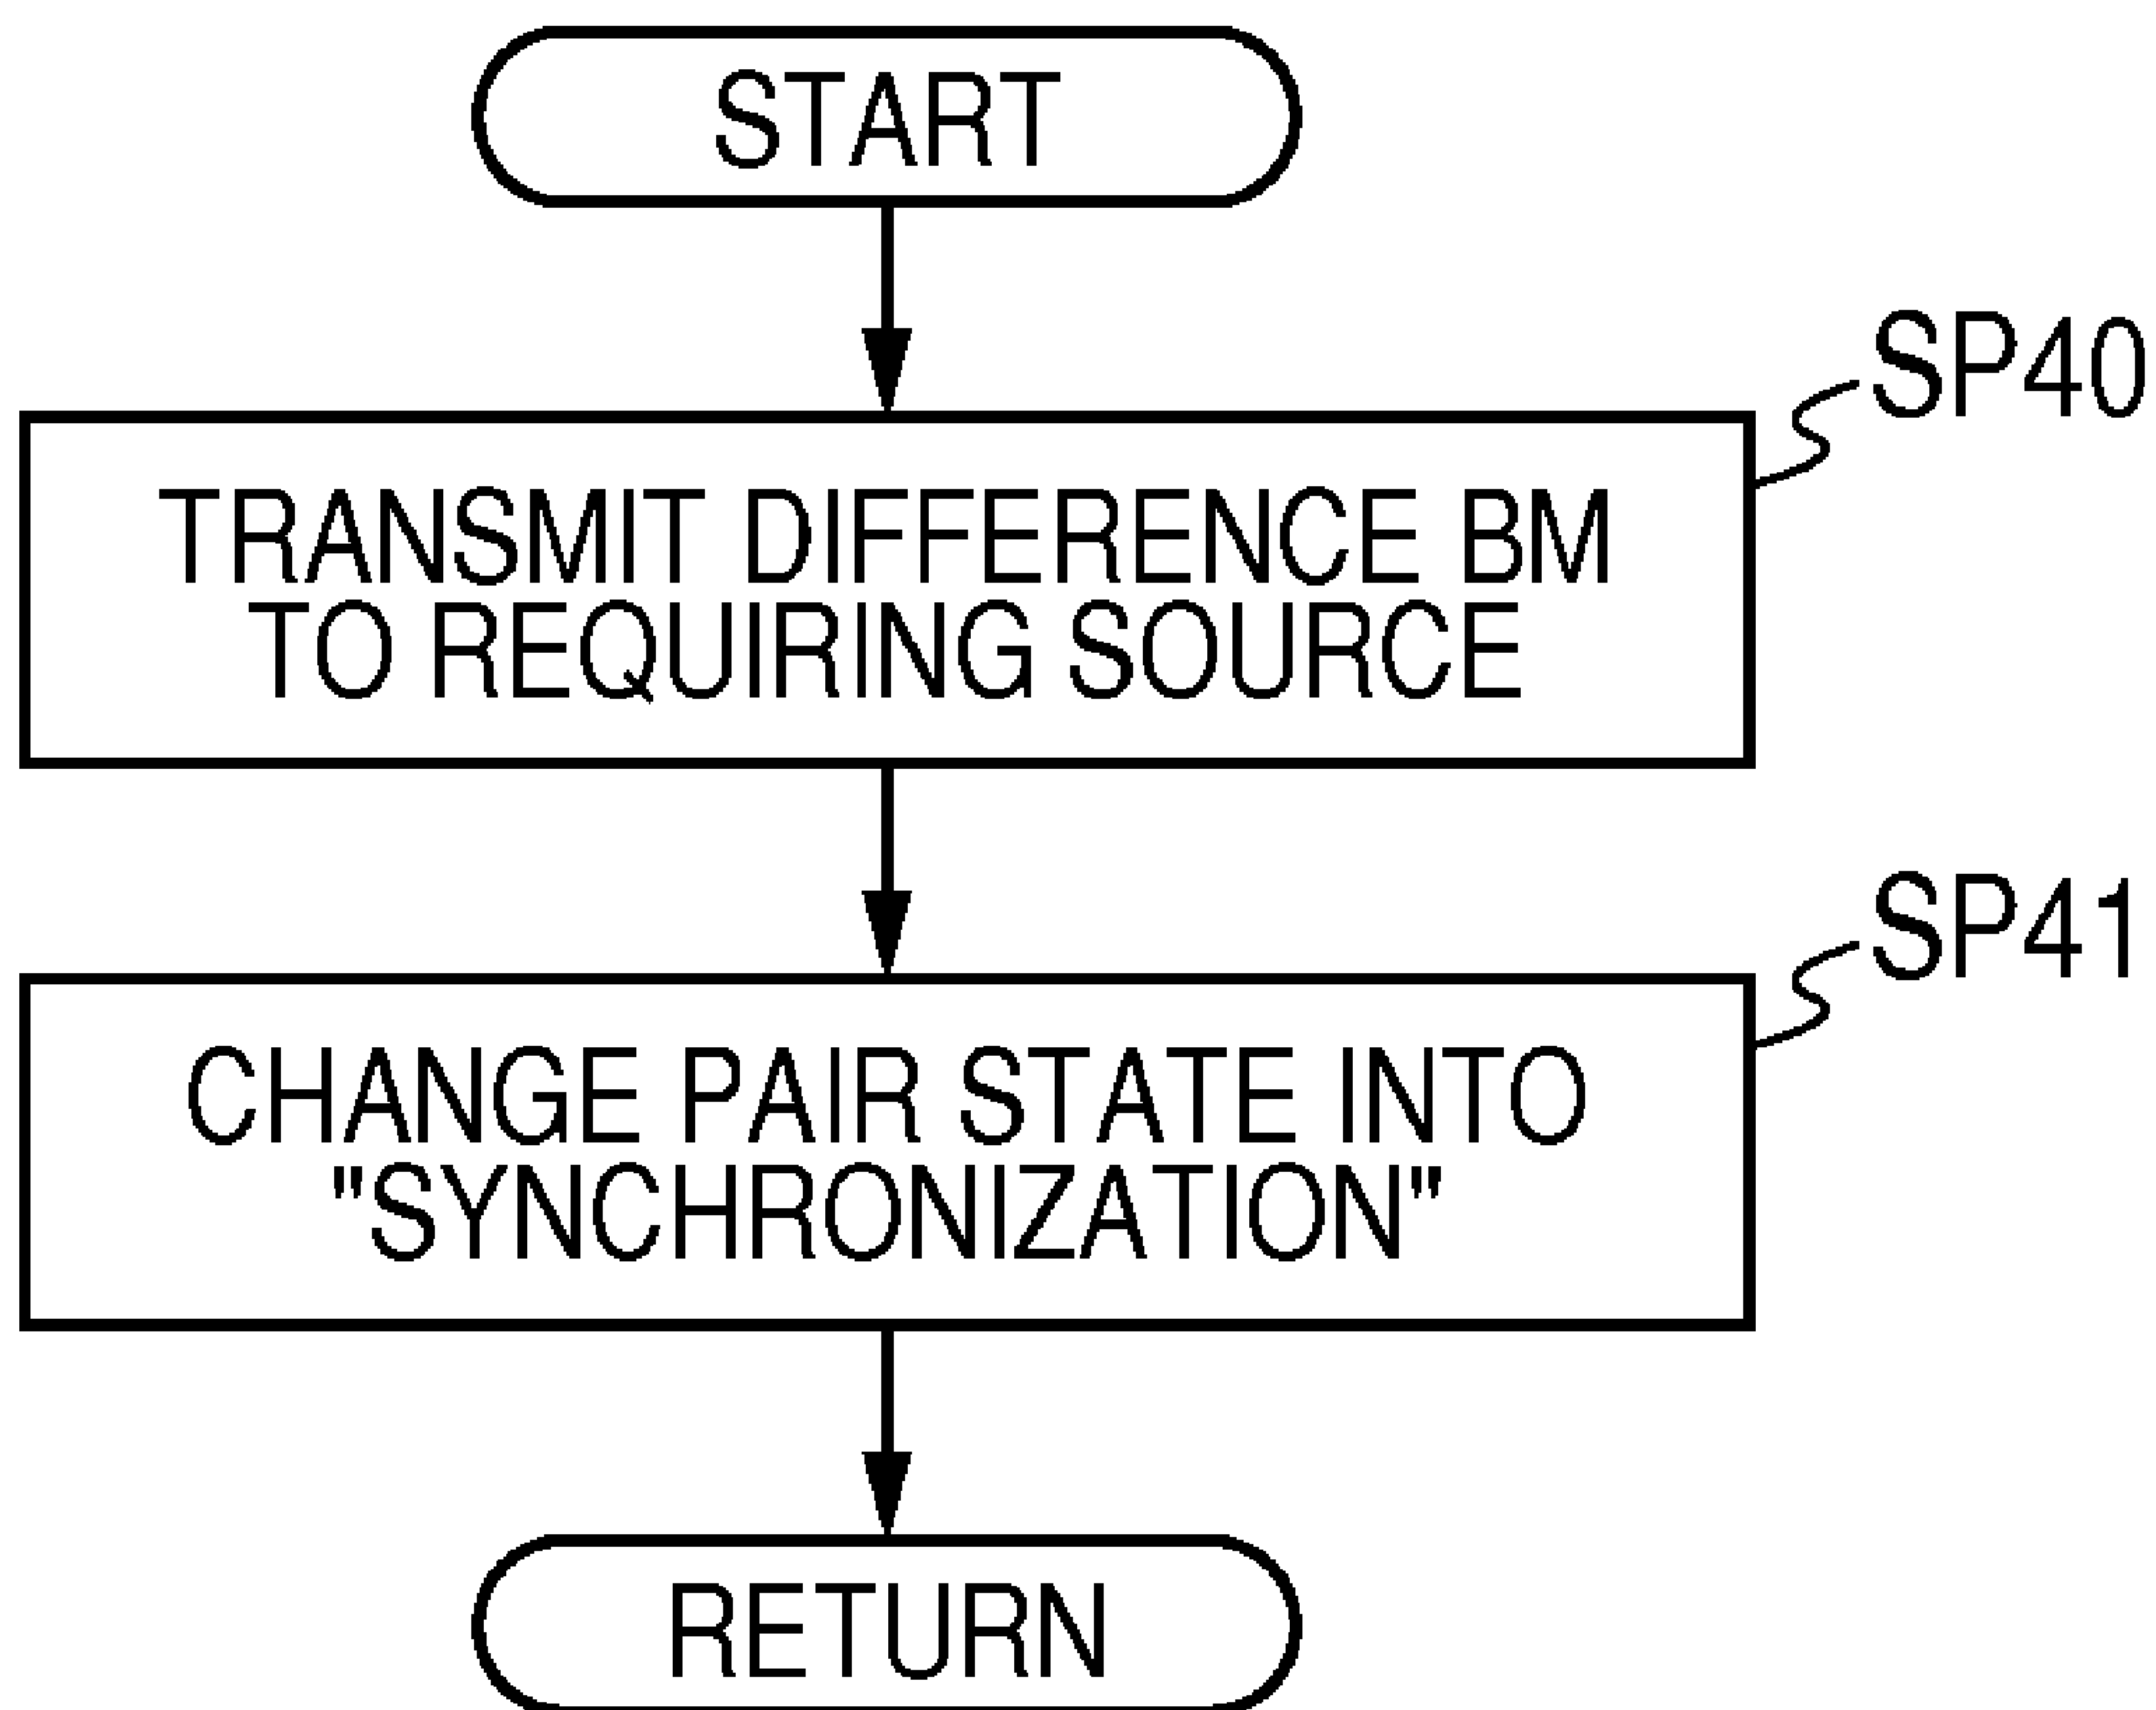 START
SP40
TRANSMIT DIFFERENCE BM
TO REQUIRING SOURCE
SP41
CHANGE PAIR STATE INTO
"SYNCHRONIZATION"
RETURN